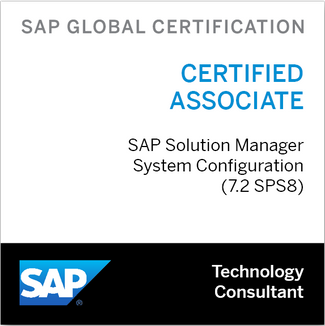 SAP GLOBAL CERTIFICATION
CERTIFIED
ASSOCIATE
SAP Solution Manager
System Configuration
(7.2 SPS8)
SAP®
Technology
Consultant